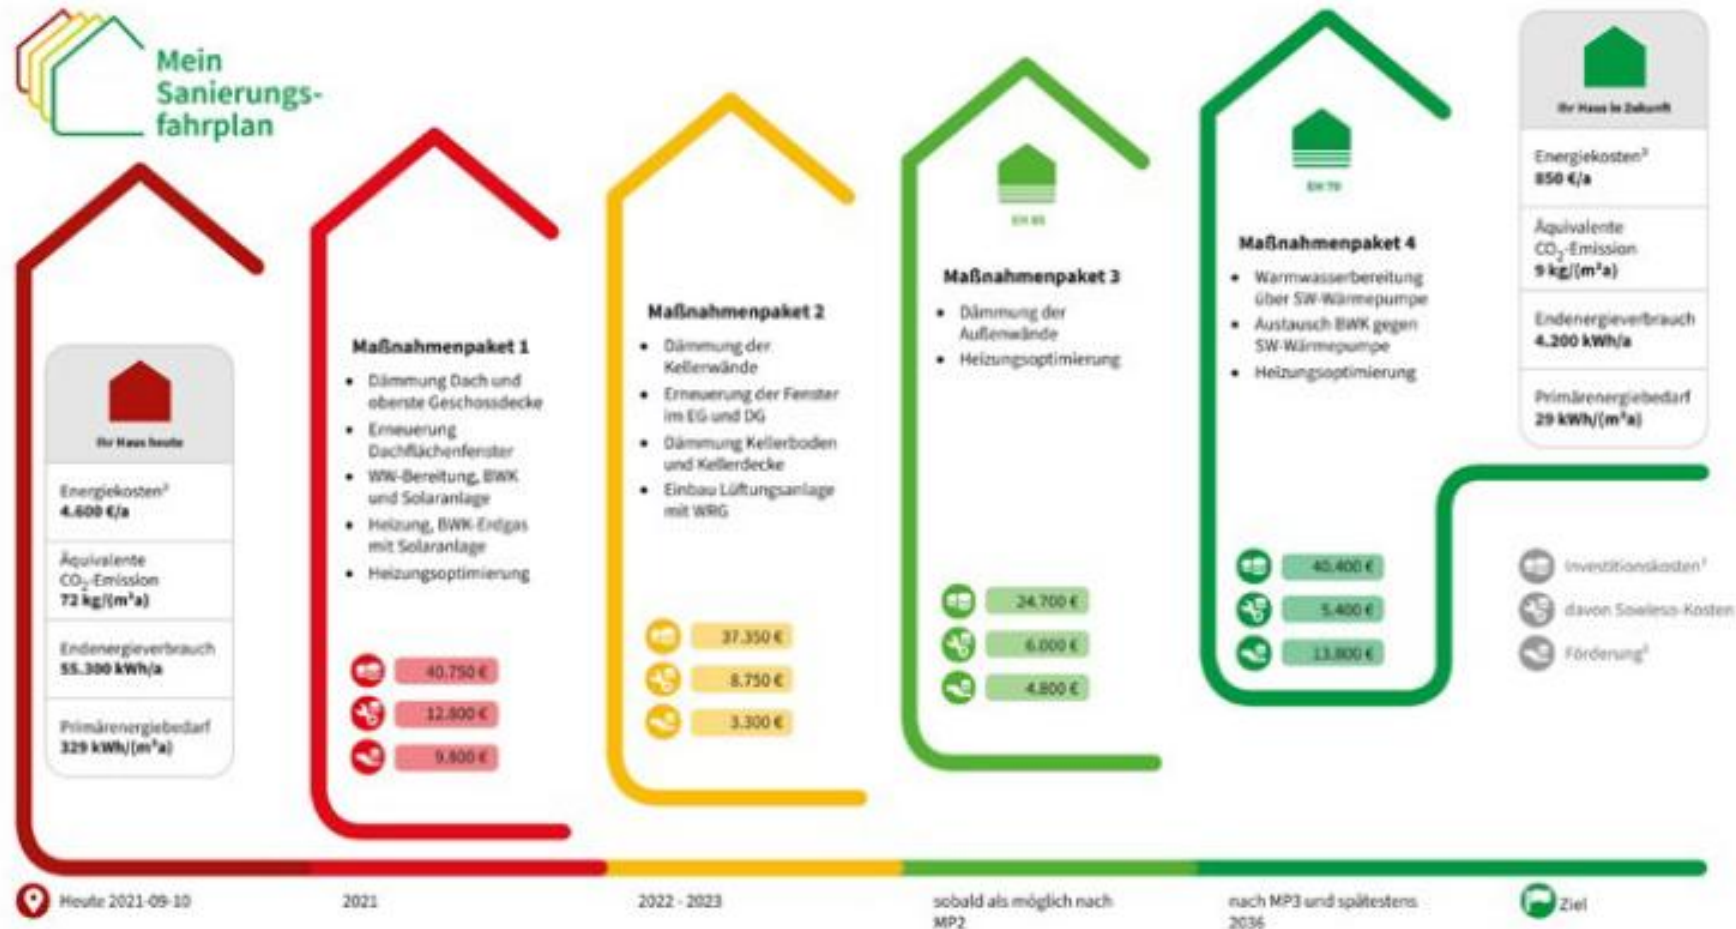 Mein
Sanierungs-
fahrplan
Ihr Haus heute
Energiekosten²
4.600 €/a
Äquivalente
CO₂-Emission
72 kg/(m²a)
Endenergieverbrauch
55.300 kWh/a
Primärenergiebedarf
329 kWh/(m²a)
Maßnahmenpaket 1
• Dämmung Dach und
oberste Geschossdecke
• Erneuerung
Dachflächenfenster
• WW-Bereitung, BWK
und Solaranlage
• Heizung, BWK-Erdgas
mit Solaranlage
• Heizungsoptimierung
40.750 €
12.800 €
9.800 €
Maßnahmenpaket 2
• Dämmung der
Kellerwände
• Erneuerung der Fenster
im EG und DG
• Dämmung Kellerboden
und Kellerdecke
• Einbau Lüftungsanlage
mit WRG
37.350 €
8.750 €
3.300 €
EH 85
Maßnahmenpaket 3
• Dämmung der
Außenwände
• Heizungsoptimierung
24.700 €
6.000 €
4.800 €
EH 70
Maßnahmenpaket 4
• Warmwasserbereitung
über SW-Wärmepumpe
• Austausch BWK gegen
SW-Wärmepumpe
• Heizungsoptimierung
40.400 €
5.400 €
13.800 €
Ihr Haus in Zukunft
Energiekosten³
850 €/a
Äquivalente
CO₂-Emission
9 kg/(m²a)
Endenergieverbrauch
4.200 kWh/a
Primärenergiebedarf
29 kWh/(m²a)
Investitionskosten¹
davon Sowieso-Kosten
Förderung²
Heute 2021-09-10
2021
2022 - 2023
sobald als möglich nach
MP2
nach MP3 und spätestens
2036
Ziel